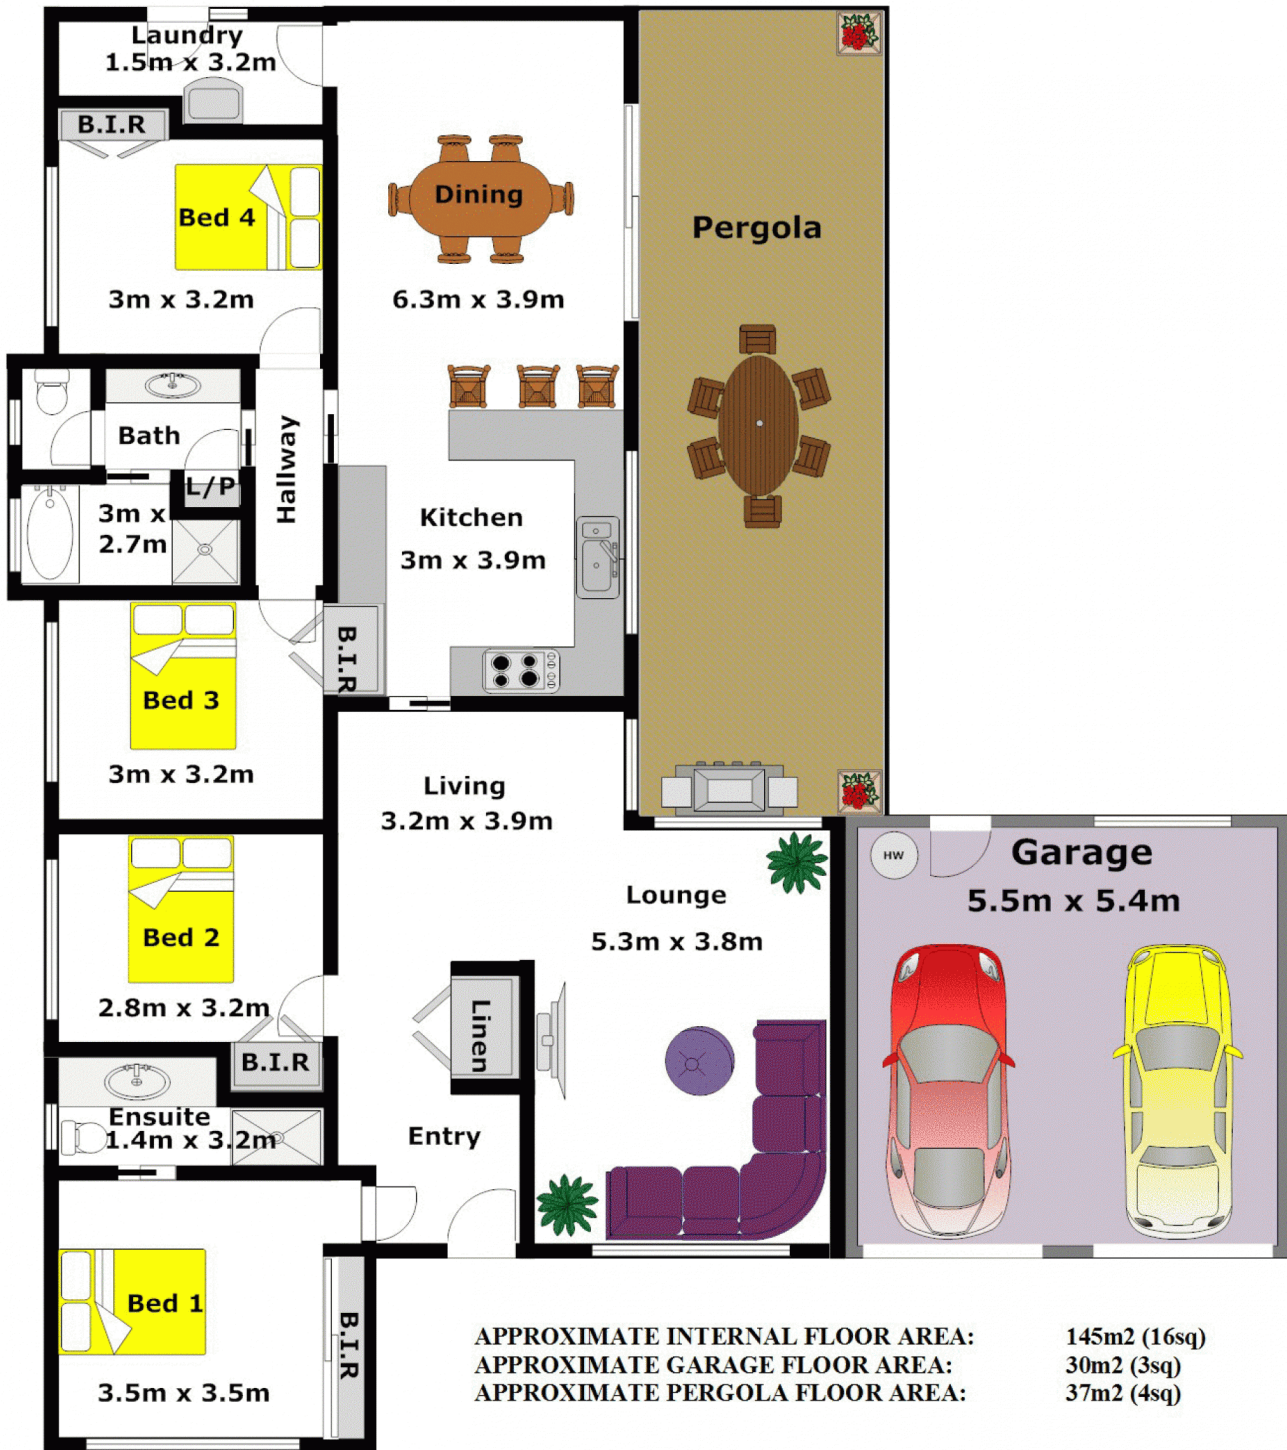 Laundry
1.5m x 3.2m
B.I.R
Bed 4
3m x 3.2m
Dining
6.3m x 3.9m
Pergola
Bath
L/P
3m x
2.7m
Hallway
Kitchen
3m x 3.9m
B.I.R
Bed 3
3m x 3.2m
Living
3.2m x 3.9m
Lounge
5.3m x 3.8m
HW
Garage
5.5m x 5.4m
Bed 2
2.8m x 3.2m
B.I.R
Linen
Ensuite
1.4m x 3.2m
Entry
Bed 1
3.5m x 3.5m
B.I.R
APPROXIMATE INTERNAL FLOOR AREA: 145m2 (16sq)
APPROXIMATE GARAGE FLOOR AREA: 30m2 (3sq)
APPROXIMATE PERGOLA FLOOR AREA: 37m2 (4sq)